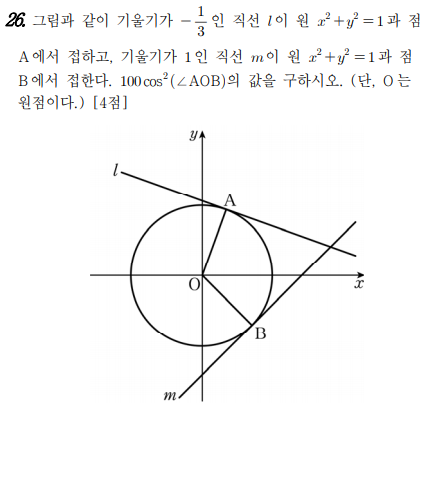 26. 그림과 같이 기울기가 $-\frac{1}{3}$ 인 직선 $l$이 원 $x^2+y^2=1$과 점
A에서 접하고, 기울기가 1인 직선 $m$이 원 $x^2+y^2=1$과 점
B에서 접한다. $100\cos^2(\angle AOB)$의 값을 구하시오. (단, O는
원점이다.) [4점]
y
l
A
O
x
B
m